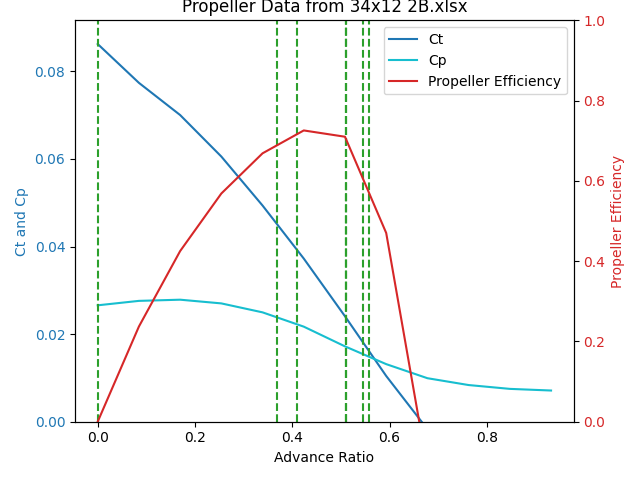 Propeller Data from 34x12 2B.xlsx
Ct
Cp
Propeller Efficiency
0.08
0.06
0.04
0.02
0.00
Ct and Cp
1.0
0.8
0.6
0.4
0.2
0.0
Propeller Efficiency
0.0 0.2 0.4 0.6 0.8
Advance Ratio